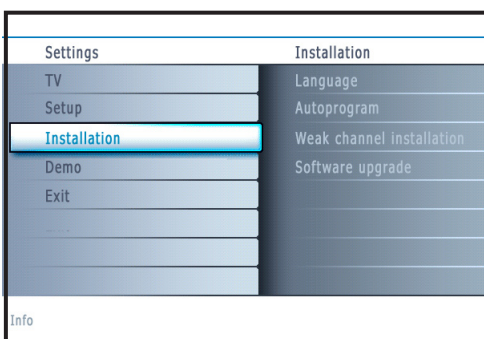 Settings
Installation
TV
Language
Setup
Autoprogram
Installation
Weak channel installation
Demo
Software upgrade
Exit
Info